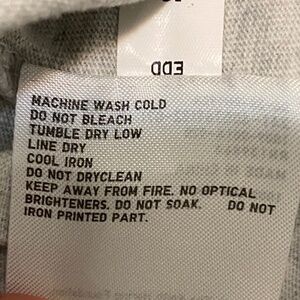 EDD
MACHINE WASH COLD
DO NOT BLEACH
TUMBLE DRY LOW
LINE DRY
COOL IRON
DO NOT DRYCLEAN
KEEP AWAY FROM FIRE. NO OPTICAL
BRIGHTENERS. DO NOT SOAK. DO NOT
IRON PRINTED PART.